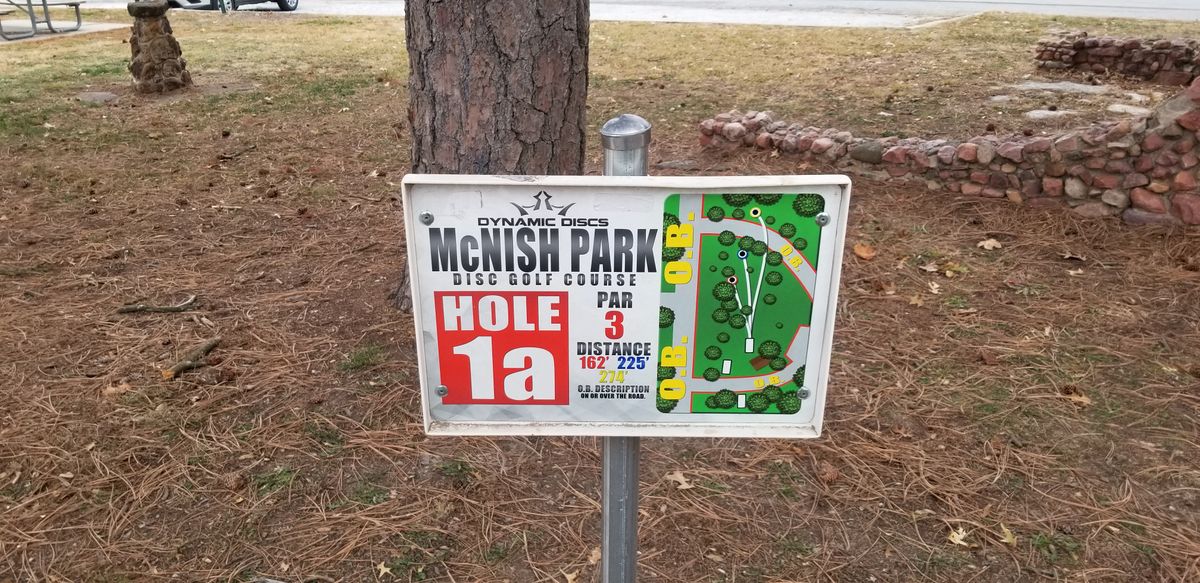 DYNAMIC DISCS
McNISH PARK
DISC GOLF COURSE
HOLE
1a
PAR
3
DISTANCE
162' 225'
274'
O.B. DESCRIPTION
ON OR OVER THE ROAD.
O.B.
O.B.
O.B.
O.B.